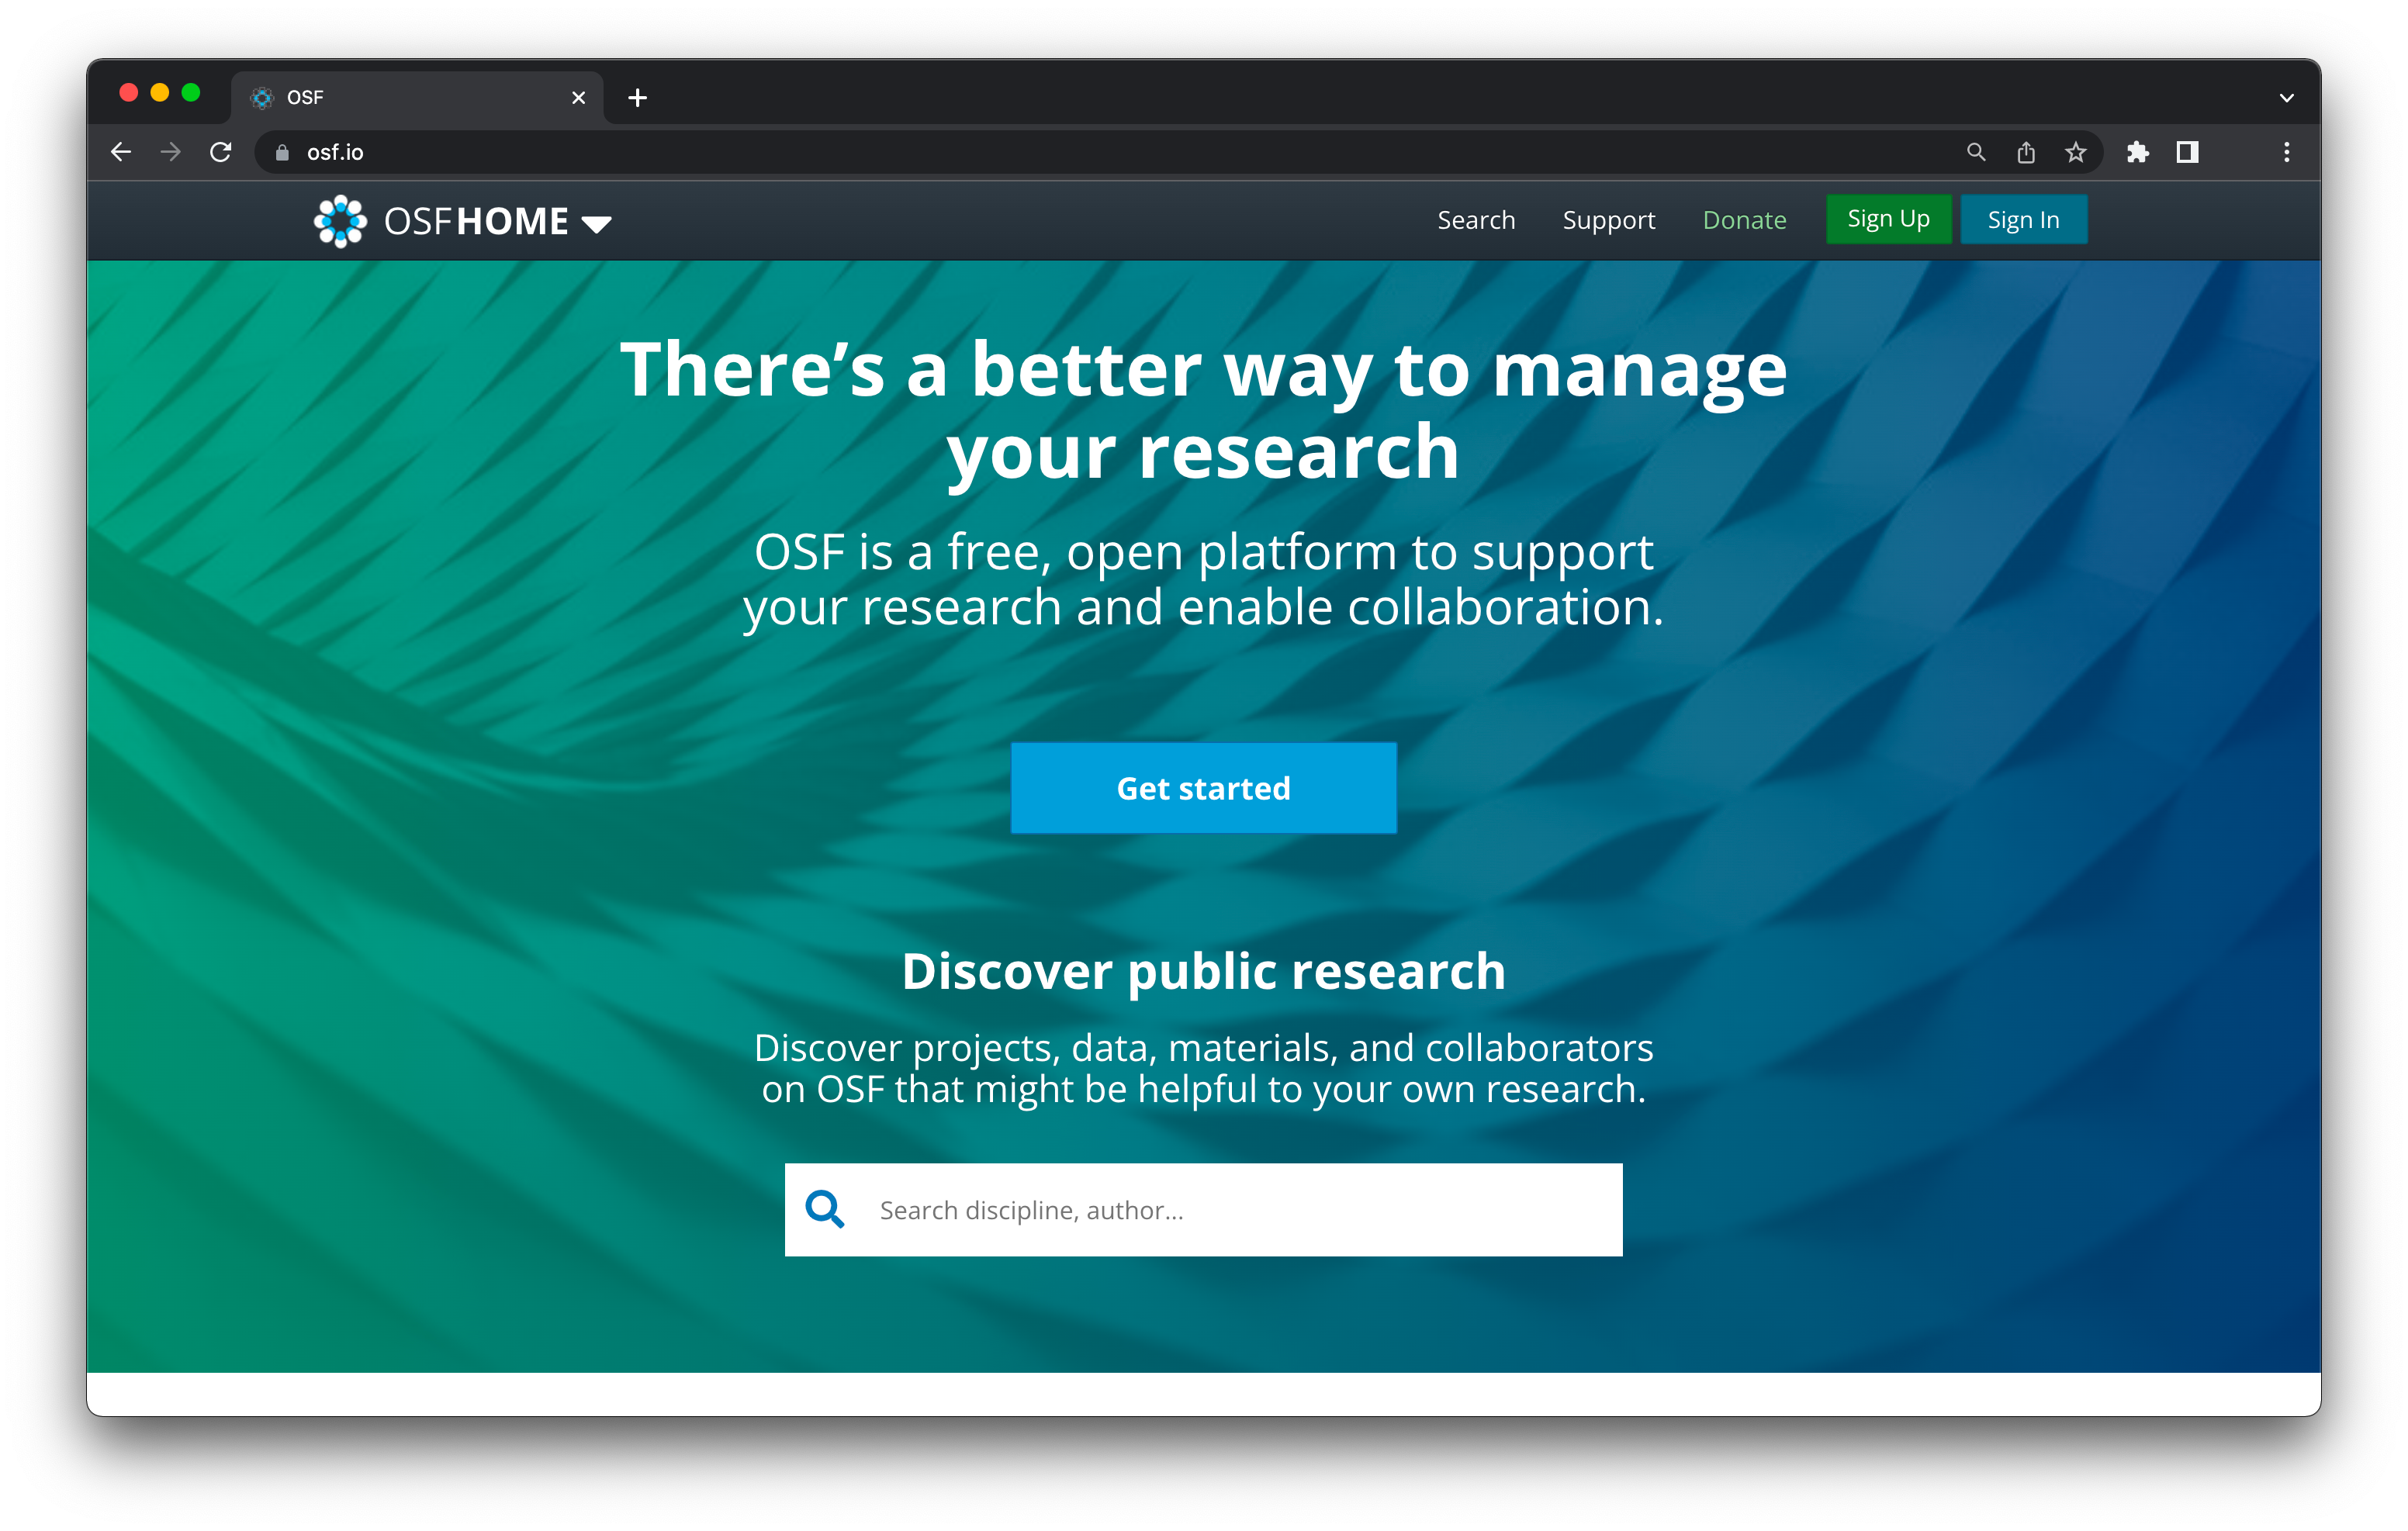 OSF
osf.io
OSFHOME
Search Support Donate Sign Up Sign In
There’s a better way to manage
your research
OSF is a free, open platform to support
your research and enable collaboration.
Get started
Discover public research
Discover projects, data, materials, and collaborators
on OSF that might be helpful to your own research.
Search discipline, author...